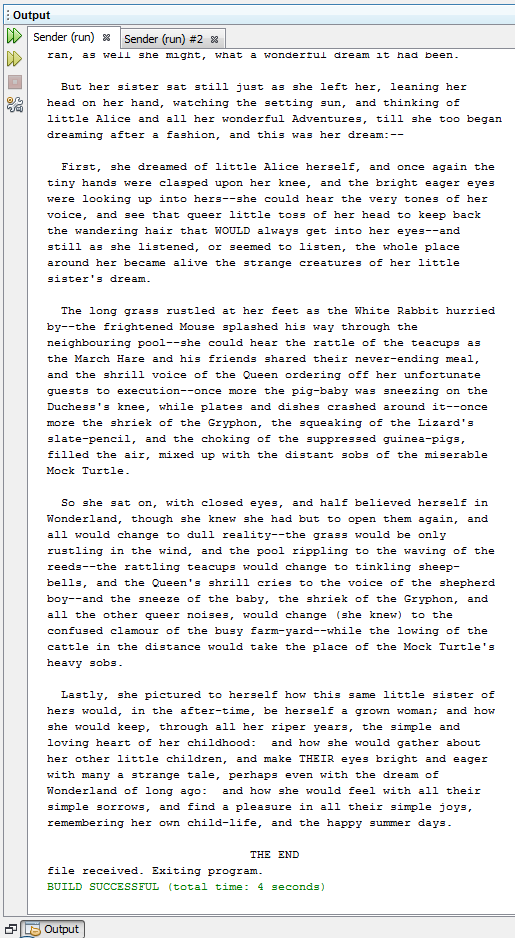 Output
Sender (run) Sender (run) #2
ran, as well she might, what a wonderful dream it had been.
But her sister sat still just as she left her, leaning her
head on her hand, watching the setting sun, and thinking of
little Alice and all her wonderful Adventures, till she too began
dreaming after a fashion, and this was her dream:--
First, she dreamed of little Alice herself, and once again the
tiny hands were clasped upon her knee, and the bright eager eyes
were looking up into hers--she could hear the very tones of her
voice, and see that queer little toss of her head to keep back
the wandering hair that WOULD always get into her eyes--and
still as she listened, or seemed to listen, the whole place
around her became alive the strange creatures of her little
sister's dream.
The long grass rustled at her feet as the White Rabbit hurried
by--the frightened Mouse splashed his way through the
neighbouring pool--she could hear the rattle of the teacups as
the March Hare and his friends shared their never-ending meal,
and the shrill voice of the Queen ordering off her unfortunate
guests to execution--once more the pig-baby was sneezing on the
Duchess's knee, while plates and dishes crashed around it--once
more the shriek of the Gryphon, the squeaking of the Lizard's
slate-pencil, and the choking of the suppressed guinea-pigs,
filled the air, mixed up with the distant sobs of the miserable
Mock Turtle.
So she sat on, with closed eyes, and half believed herself in
Wonderland, though she knew she had but to open them again, and
all would change to dull reality--the grass would be only
rustling in the wind, and the pool rippling to the waving of the
reeds--the rattling teacups would change to tinkling sheep-
bells, and the Queen's shrill cries to the voice of the shepherd
boy--and the sneeze of the baby, the shriek of the Gryphon, and
all the other queer noises, would change (she knew) to the
confused clamour of the busy farm-yard--while the lowing of the
cattle in the distance would take the place of the Mock Turtle's
heavy sobs.
Lastly, she pictured to herself how this same little sister of
hers would, in the after-time, be herself a grown woman; and how
she would keep, through all her riper years, the simple and
loving heart of her childhood:  and how she would gather about
her other little children, and make THEIR eyes bright and eager
with many a strange tale, perhaps even with the dream of
Wonderland of long ago:  and how she would feel with all their
simple sorrows, and find a pleasure in all their simple joys,
remembering her own child-life, and the happy summer days.
THE END
file received. Exiting program.
BUILD SUCCESSFUL (total time: 4 seconds)
Output